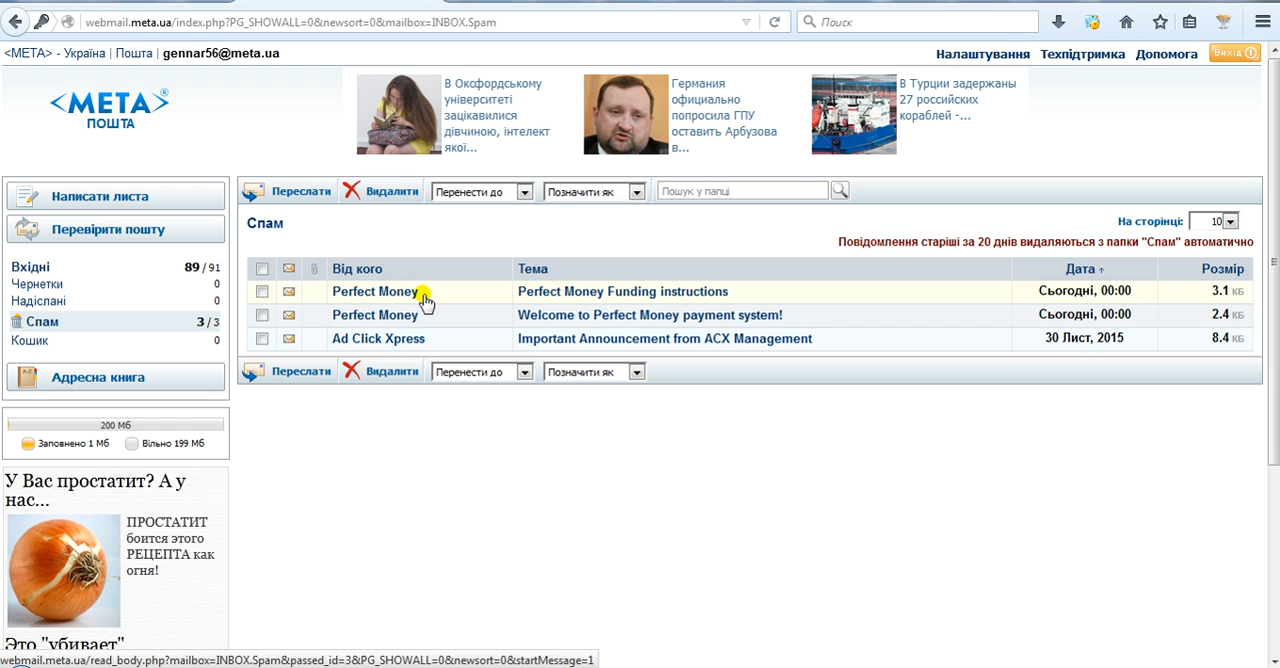 webmail.meta.ua/index.php?PG_SHOWALL=0&newsort=0&mailbox=INBOX.Spam
Поиск
<META> - Україна | Пошта | gennar56@meta.ua
Налаштування Техпідтримка Допомога Вихід
<META>®
ПОШТА
В Оксфордському
університеті
зацікавилися
дівчиною, інтелект
якої...
Германия
официально
попросила ГПУ
оставить Арбузова
в...
В Турции задержаны
27 российских
кораблей -...
Написати листа
Перевірити пошту
Вхідні 89 / 91
Чернетки 0
Надіслані 0
Спам 3 / 3
Кошик 0
Адресна книга
200 Мб
Заповнено 1 Мб Вільно 199 Мб
У Вас простатит? А у
нас...
ПРОСТАТИТ
боится этого
РЕЦЕПТА как
огня!
Это "убивает"
Переслати Видалити Перенести до Позначити як Пошук у папці
Спам
На сторінці: 10
Повідомлення старіші за 20 днів видаляються з папки "Спам" автоматично
Від кого Тема Дата ↑ Розмір
Perfect Money Perfect Money Funding instructions Сьогодні, 00:00 3.1 КБ
Perfect Money Welcome to Perfect Money payment system! Сьогодні, 00:00 2.4 КБ
Ad Click Xpress Important Announcement from ACX Management 30 Лист, 2015 8.4 КБ
Переслати Видалити Перенести до Позначити як
webmail.meta.ua/read_body.php?mailbox=INBOX.Spam&passed_id=3&PG_SHOWALL=0&newsort=0&startMessage=1